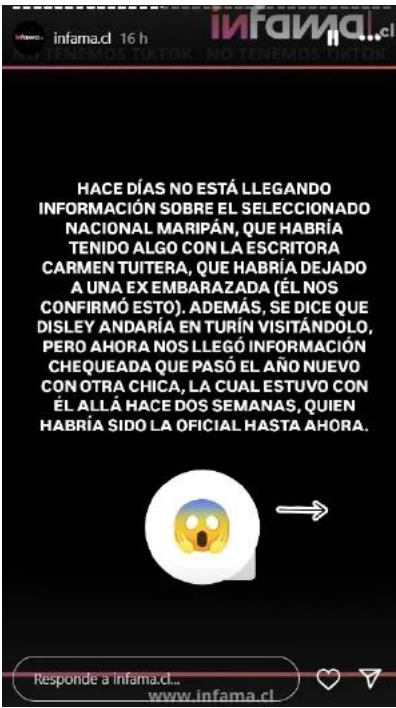 infama.cl
infama.cl 16 h
NO TENEMOS TIKTOK NO TENEMOS TIKTOK
HACE DÍAS NO ESTÁ LLEGANDO
INFORMACIÓN SOBRE EL SELECCIONADO
NACIONAL MARIPÁN, QUE HABRÍA
TENIDO ALGO CON LA ESCRITORA
CARMEN TUITERA, QUE HABRÍA DEJADO
A UNA EX EMBARAZADA (ÉL NOS
CONFIRMÓ ESTO). ADEMÁS, SE DICE QUE
DISLEY ANDARÍA EN TURÍN VISITÁNDOLO,
PERO AHORA NOS LLEGÓ INFORMACIÓN
CHEQUEADA QUE PASÓ EL AÑO NUEVO
CON OTRA CHICA, LA CUAL ESTUVO CON
ÉL ALLÁ HACE DOS SEMANAS, QUIEN
HABRÍA SIDO LA OFICIAL HASTA AHORA.
Responde a infama.cl...
www.infama.cl